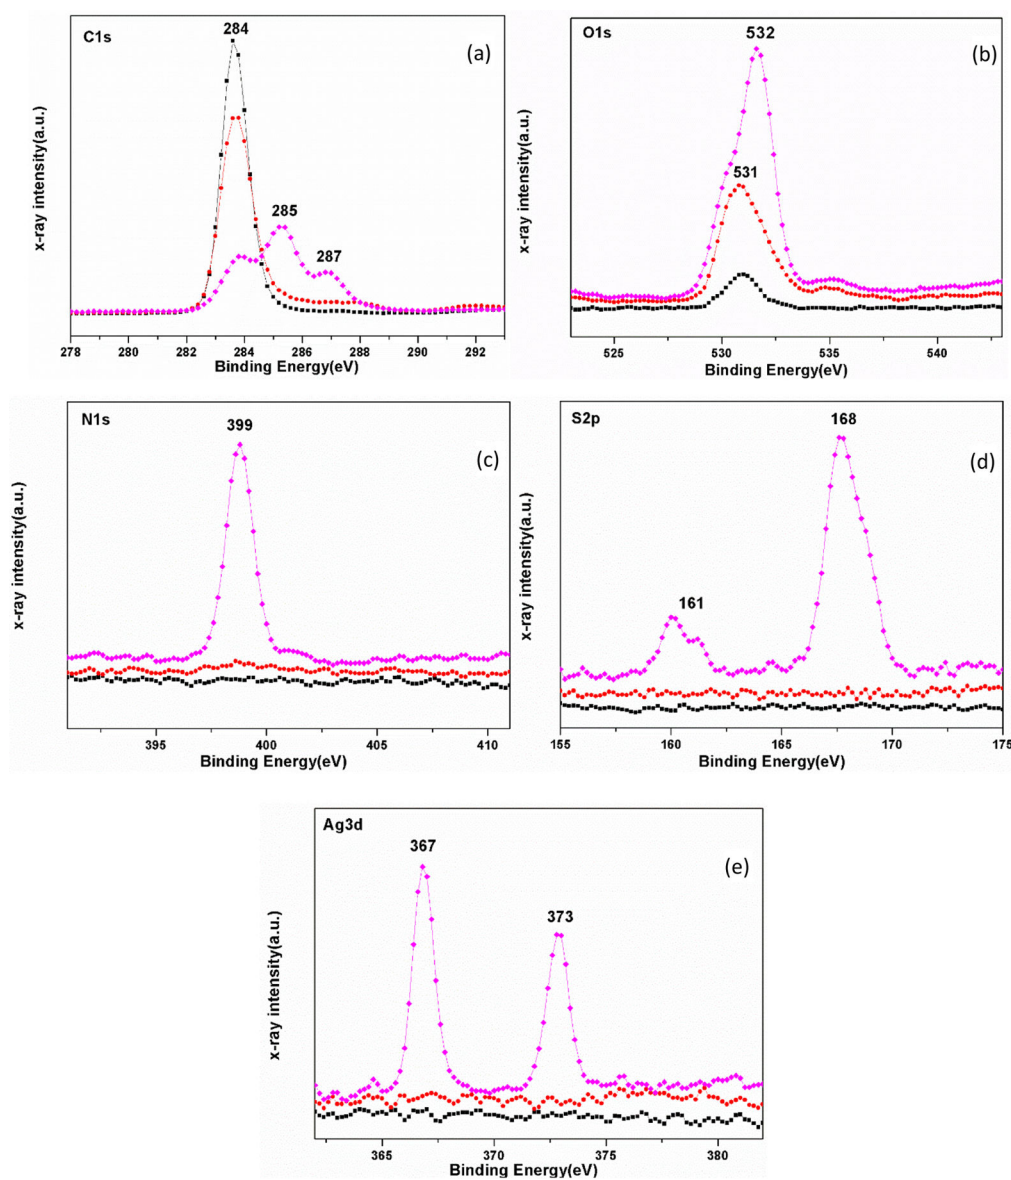 C1s
284
(a)
285
287
x-ray intensity(a.u.)
278 280 282 284 286 288 290 292
Binding Energy(eV)
O1s
532
(b)
531
x-ray intensity(a.u.)
525 530 535 540
Binding Energy(eV)
N1s
399
(c)
x-ray intensity(a.u.)
395 400 405 410
Binding Energy(eV)
S2p
168
(d)
161
x-ray intensity(a.u.)
155 160 165 170 175
Binding Energy(eV)
Ag3d
367
(e)
373
x-ray intensity(a.u.)
365 370 375 380
Binding Energy(eV)